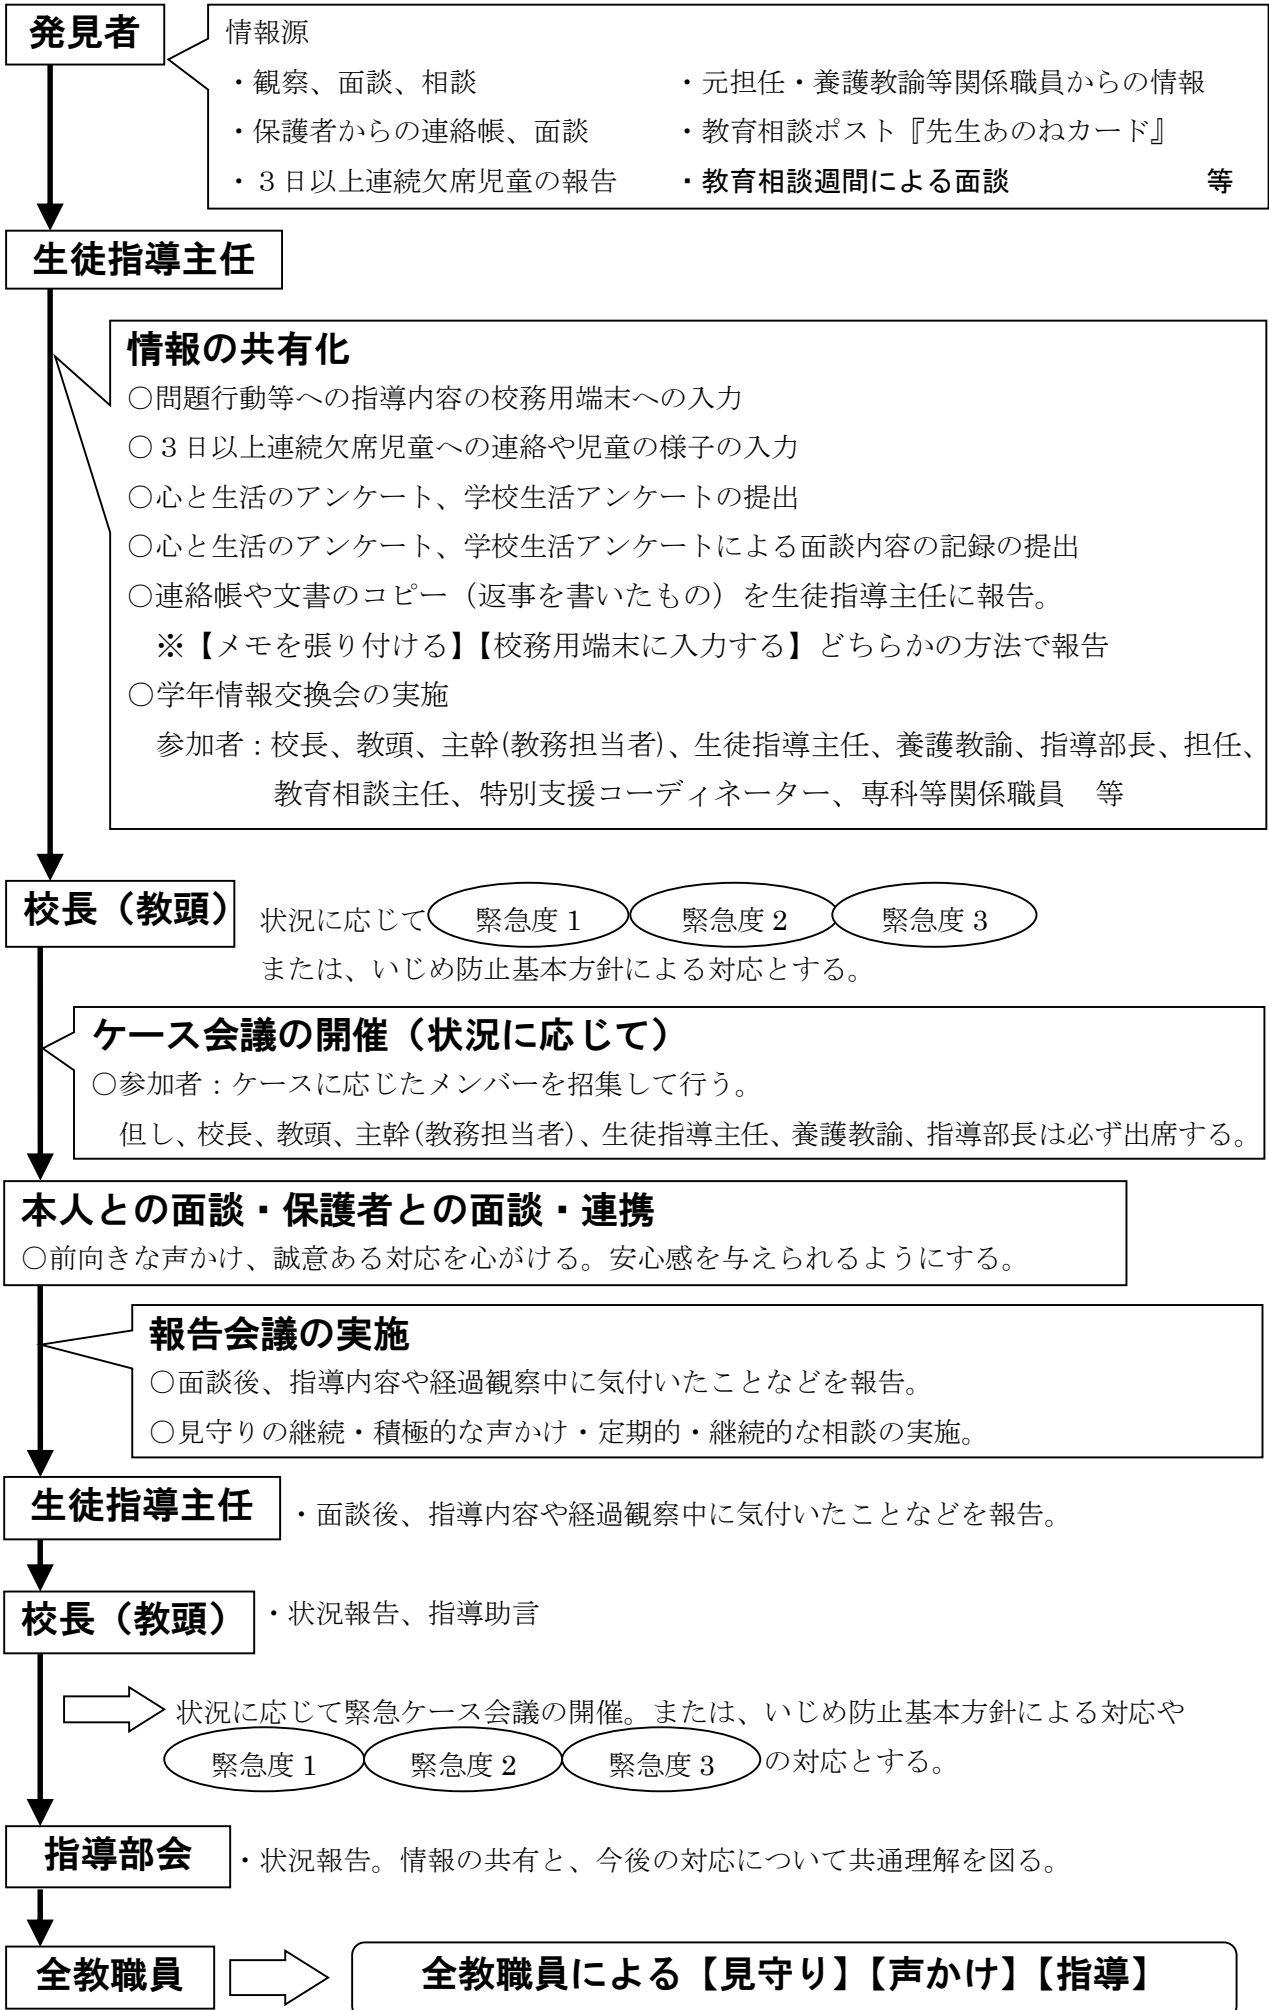 発見者
情報源
・観察、面談、相談　・元担任・養護教諭等関係職員からの情報
・保護者からの連絡帳、面談　・教育相談ポスト『先生あのねカード』
・３日以上連続欠席児童の報告　・教育相談週間による面談　等
生徒指導主任
情報の共有化
○問題行動等への指導内容の校務用端末への入力
○３日以上連続欠席児童への連絡や児童の様子の入力
○心と生活のアンケート、学校生活アンケートの提出
○心と生活のアンケート、学校生活アンケートによる面談内容の記録の提出
○連絡帳や文書のコピー（返事を書いたもの）を生徒指導主任に報告。
※【メモを張り付ける】【校務用端末に入力する】どちらかの方法で報告
○学年情報交換会の実施
参加者：校長、教頭、主幹(教務担当者)、生徒指導主任、養護教諭、指導部長、担任、
教育相談主任、特別支援コーディネーター、専科等関係職員　等
校長（教頭）
状況に応じて 緊急度 1 緊急度 2 緊急度 3
または、いじめ防止基本方針による対応とする。
ケース会議の開催（状況に応じて）
○参加者：ケースに応じたメンバーを招集して行う。
但し、校長、教頭、主幹(教務担当者)、生徒指導主任、養護教諭、指導部長は必ず出席する。
本人との面談・保護者との面談・連携
○前向きな声かけ、誠意ある対応を心がける。安心感を与えられるようにする。
報告会議の実施
○面談後、指導内容や経過観察中に気付いたことなどを報告。
○見守りの継続・積極的な声かけ・定期的・継続的な相談の実施。
生徒指導主任 ・面談後、指導内容や経過観察中に気付いたことなどを報告。
校長（教頭） ・状況報告、指導助言
状況に応じて緊急ケース会議の開催。または、いじめ防止基本方針による対応や
緊急度 1 緊急度 2 緊急度 3 の対応とする。
指導部会 ・状況報告。情報の共有と、今後の対応について共通理解を図る。
全教職員 全教職員による【見守り】【声かけ】【指導】